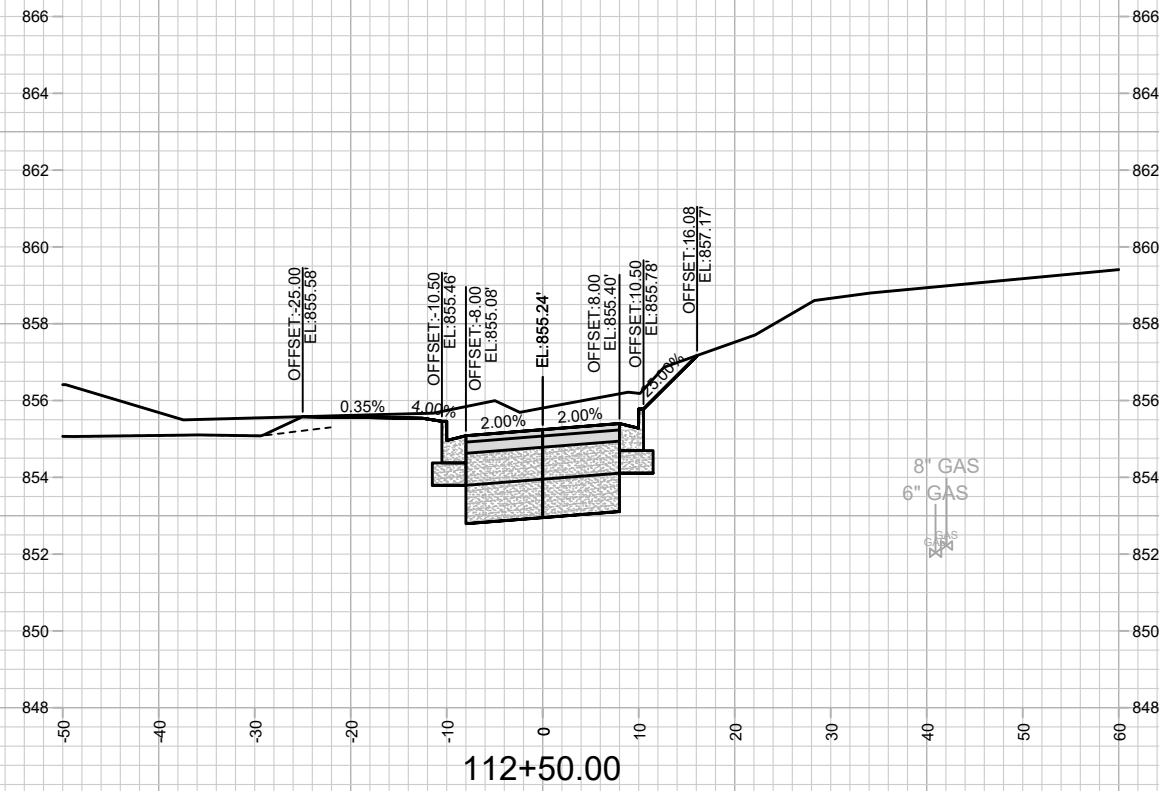 866
866
864
864
862
862
860
860
858
858
856
856
854
854
852
852
850
850
848
848
OFFSET:-25.00
EL:855.58'
OFFSET:-10.50
EL:855.46'
OFFSET:-8.00
EL:855.08'
EL:855.24'
OFFSET:8.00
EL:855.40'
OFFSET:10.50
EL:855.78'
OFFSET:16.08
EL:857.17'
0.35%
4.00%
2.00%
2.00%
25.00%
8" GAS
6" GAS
GAS
GAS
-50
-40
-30
-20
-10
0
10
20
30
40
50
60
112+50.00